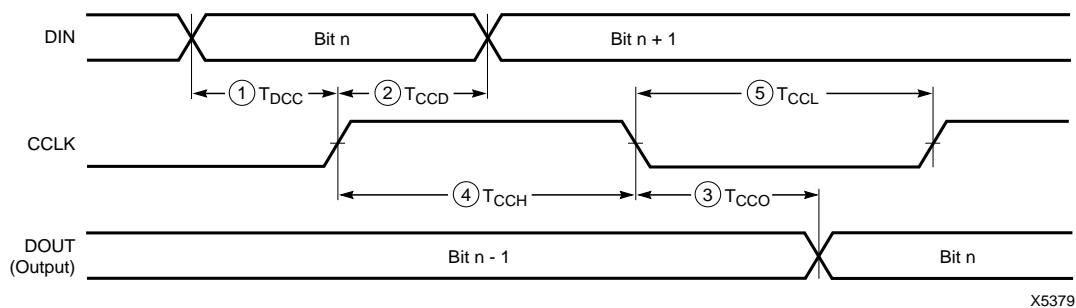 DIN
Bit n
Bit n + 1
1 TDCC
2 TCCD
5 TCCL
CCLK
4 TCCH
3 TCCO
DOUT
(Output)
Bit n - 1
Bit n
X5379